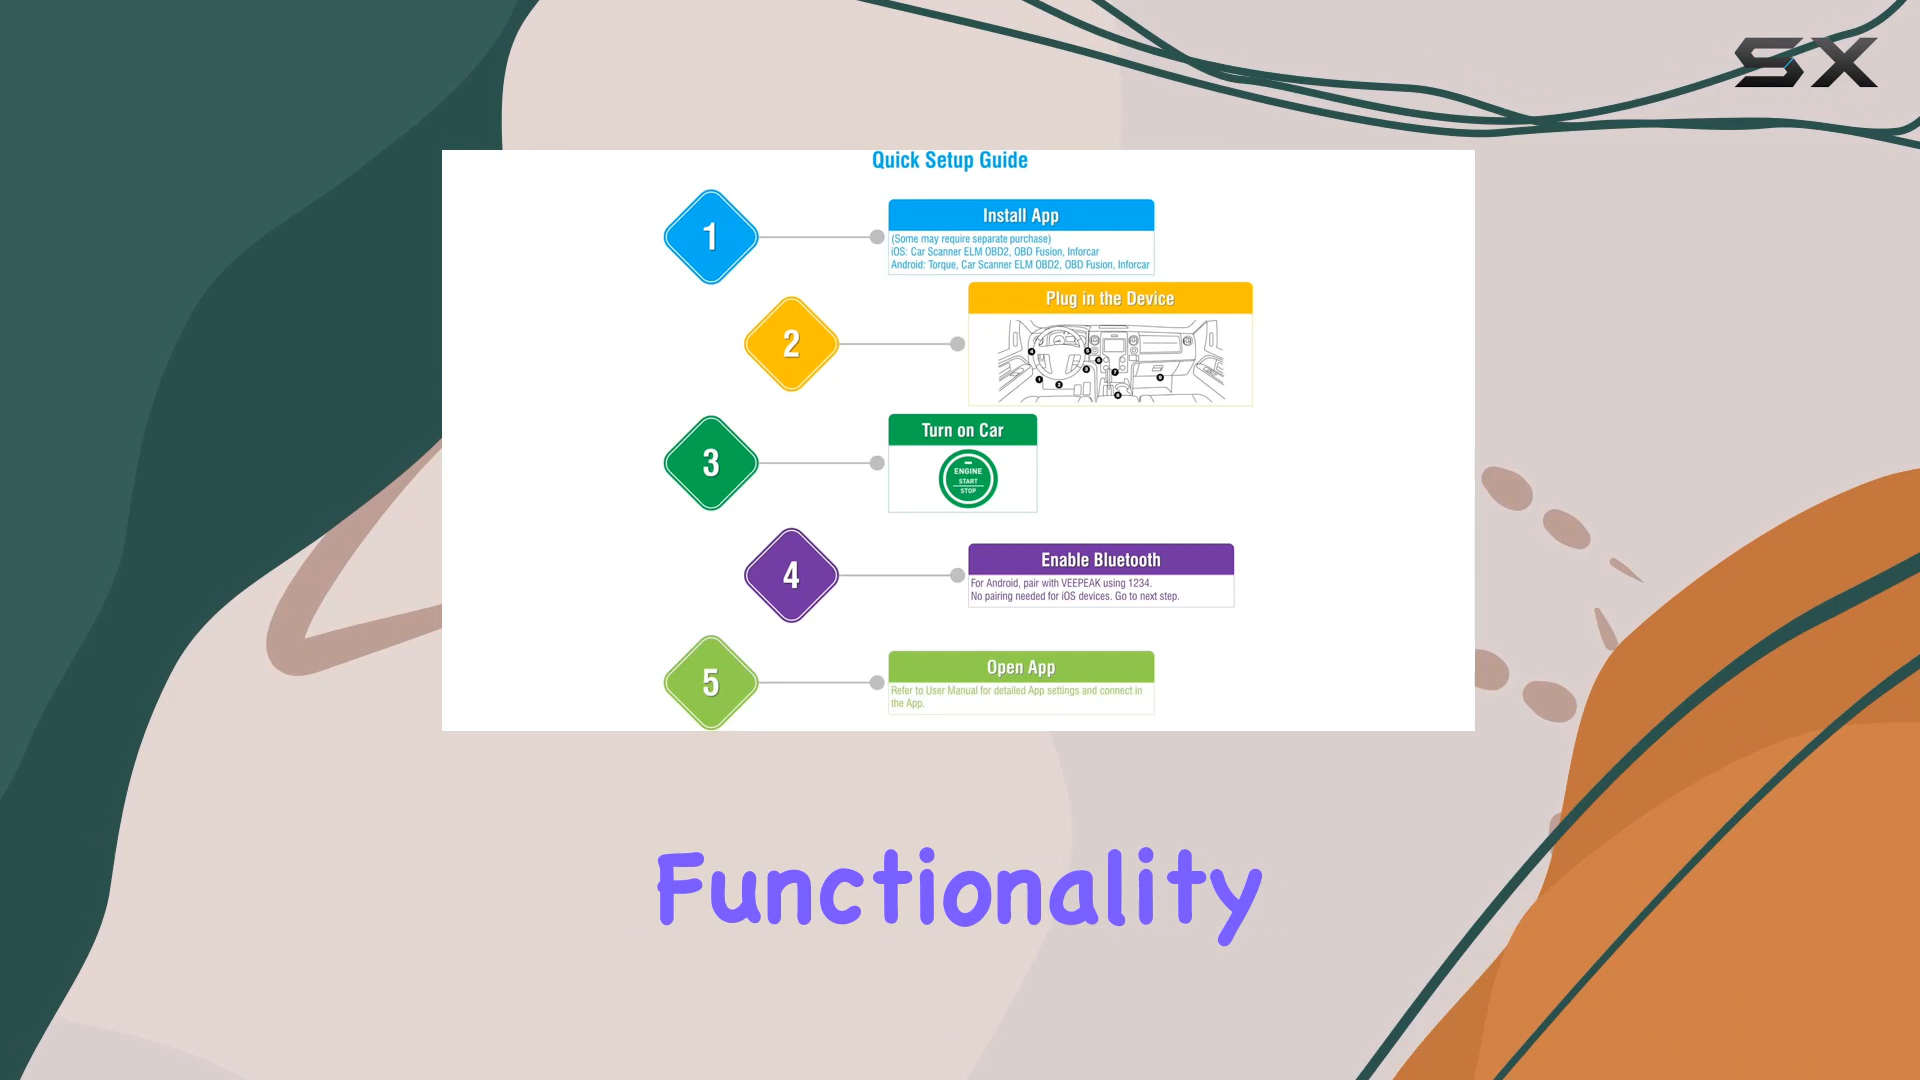 SX
Quick Setup Guide
1
Install App
(Some may require separate purchase)
iOS: Car Scanner ELM OBD2, OBD Fusion, Inforcar
Android: Torque, Car Scanner ELM OBD2, OBD Fusion, Inforcar
2
Plug in the Device
3
Turn on Car
ENGINE
START
STOP
4
Enable Bluetooth
For Android, pair with VEEPEAK using 1234.
No pairing needed for iOS devices. Go to next step.
5
Open App
Refer to User Manual for detailed App settings and connect in
the App.
Functionality